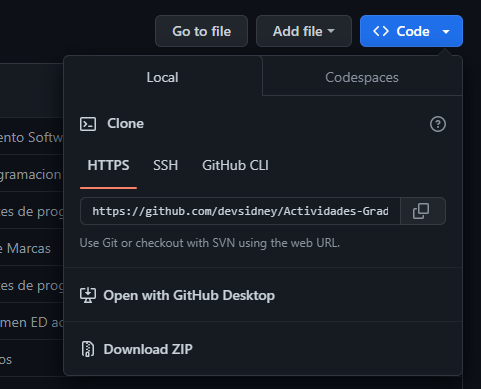 Go to file
Add file
Code
Local
Codespaces
Clone
HTTPS
SSH
GitHub CLI
https://github.com/devsidney/Actividades-Grad
Use Git or checkout with SVN using the web URL.
Open with GitHub Desktop
Download ZIP
ento Softw
gramacion
tes de prog
e Marcas
tes de prog
men ED ac
os